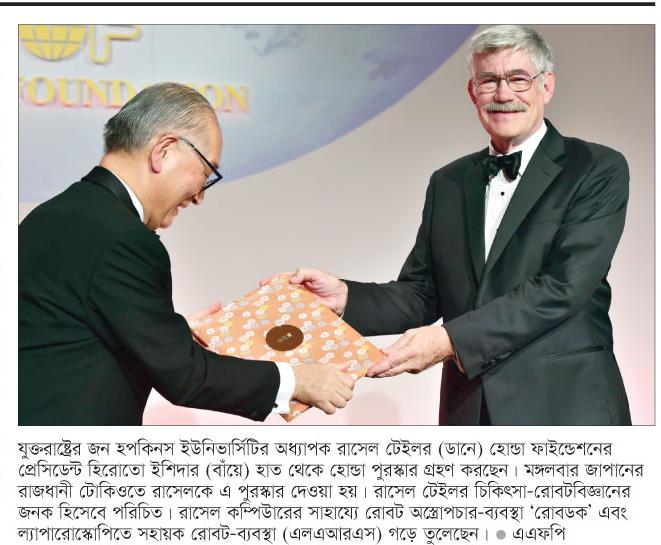 OF
FOUNDATION
যুক্তরাষ্ট্রের জন হপকিনস ইউনিভার্সিটির অধ্যাপক রাসেল টেইলর (ডানে) হোন্ডা ফাইন্ডেশনের
প্রেসিডেন্ট হিরোতো ইশিদার (বাঁয়ে) হাত থেকে হোন্ডা পুরস্কার গ্রহণ করছেন। মঙ্গলবার জাপানের
রাজধানী টোকিওতে রাসেলকে এ পুরস্কার দেওয়া হয়। রাসেল টেইলর চিকিৎসা-রোবটবিজ্ঞানের
জনক হিসেবে পরিচিত। রাসেল কম্পিউটারের সাহায্যে রোবট অস্ত্রোপচার-ব্যবস্থা ‘রোবডক’ এবং
ল্যাপারোস্কোপিতে সহায়ক রোবট-ব্যবস্থা (এলএআরএস) গড়ে তুলেছেন। ● এএফপি